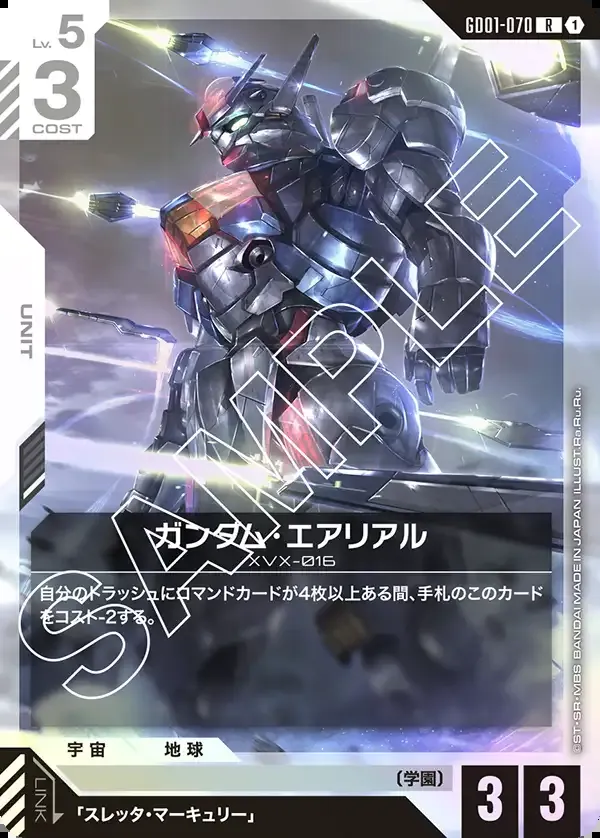 GD01-070 R 1
Lv. 5
3
COST
UNIT
SAMPLE
ガンダム・エアリアル
XVX-016
自分のトラッシュにコマンドカードが4枚以上ある間、手札のこのカード
をコスト-2する。
©ST・SR・MBS BANDAI MADE IN JAPAN ILLUST.Ra.Ru.Ru.
宇宙 地球
〔学園〕
LINK
「スレッタ・マーキュリー」
3 3